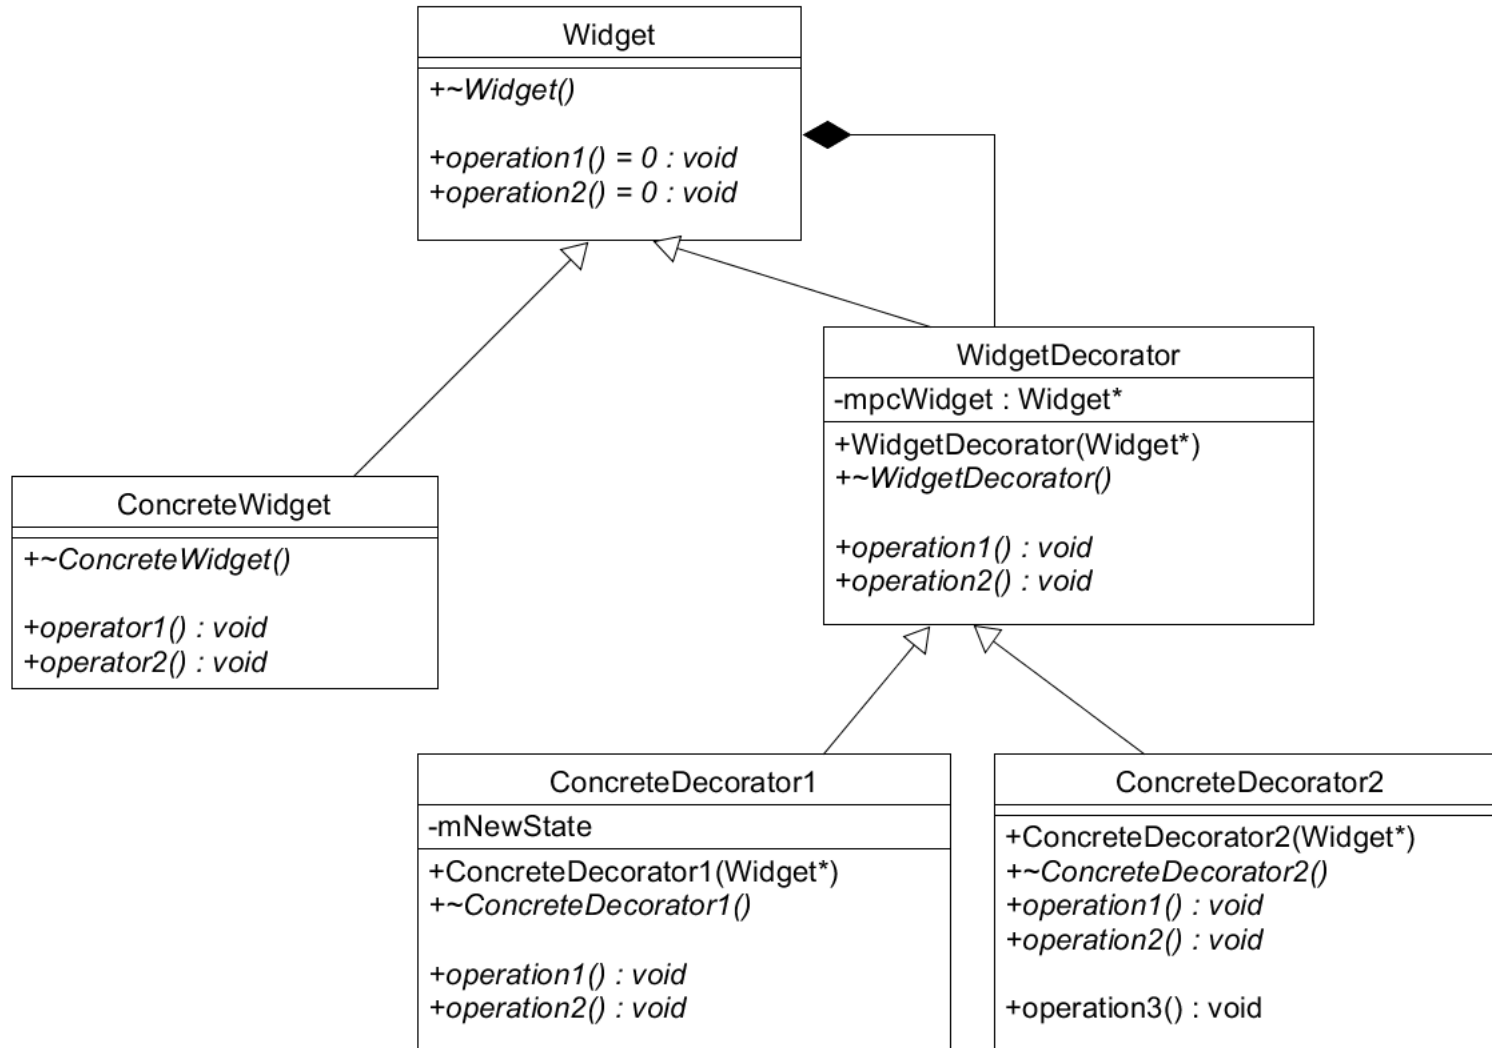 Widget
+~Widget()
+operation1() = 0 : void
+operation2() = 0 : void
WidgetDecorator
-mpcWidget : Widget*
+WidgetDecorator(Widget*)
+~WidgetDecorator()
+operation1() : void
+operation2() : void
ConcreteWidget
+~ConcreteWidget()
+operator1() : void
+operator2() : void
ConcreteDecorator1
-mNewState
+ConcreteDecorator1(Widget*)
+~ConcreteDecorator1()
+operation1() : void
+operation2() : void
ConcreteDecorator2
+ConcreteDecorator2(Widget*)
+~ConcreteDecorator2()
+operation1() : void
+operation2() : void
+operation3() : void